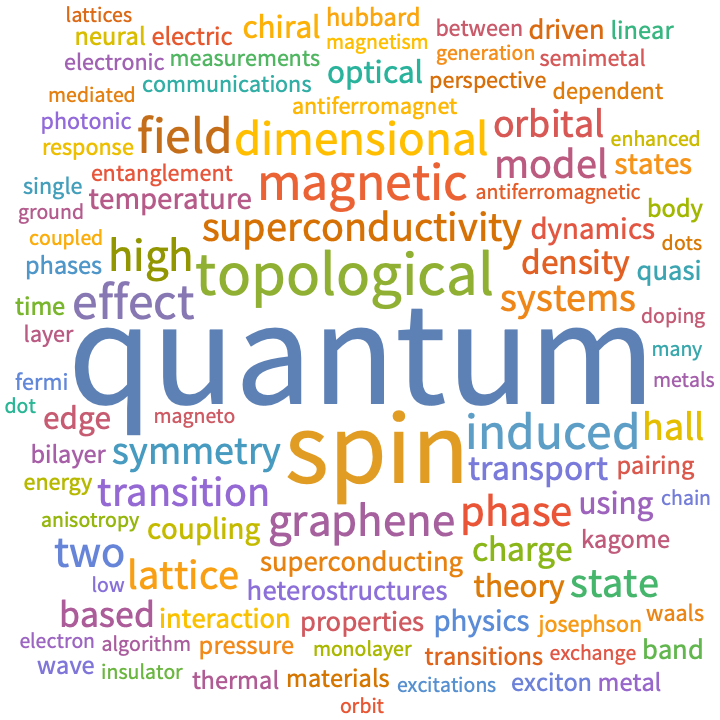 lattices
neural electric chiral hubbard magnetism between driven linear
electronic measurements optical generation semimetal
mediated communications perspective dependent
photonic antiferromagnet orbital enhanced
response field dimensional model states
single entanglement magnetic antiferromagnetic
ground temperature superconductivity dynamics body
coupled high dots
phases topological density quasi
time effect systems doping
layer quantum many
fermi metals
dot edge magneto spin induced hall
bilayer symmetry transport pairing
energy transition using chain
anisotropy coupling graphene phase kagome
two superconducting charge
low lattice heterostructures theory state
based interaction properties physics josephson waals
electron algorithm pressure monolayer transitions exchange band
wave insulator thermal materials excitations exciton metal
orbit